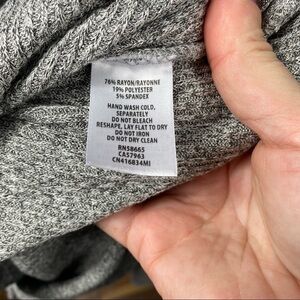 76% RAYON/RAYONNE
19% POLYESTER
5% SPANDEX
HAND WASH COLD,
SEPARATELY
DO NOT BLEACH
RESHAPE, LAY FLAT TO DRY
DO NOT IRON
DO NOT DRY CLEAN
RN58665
CA57963
CN416834MI